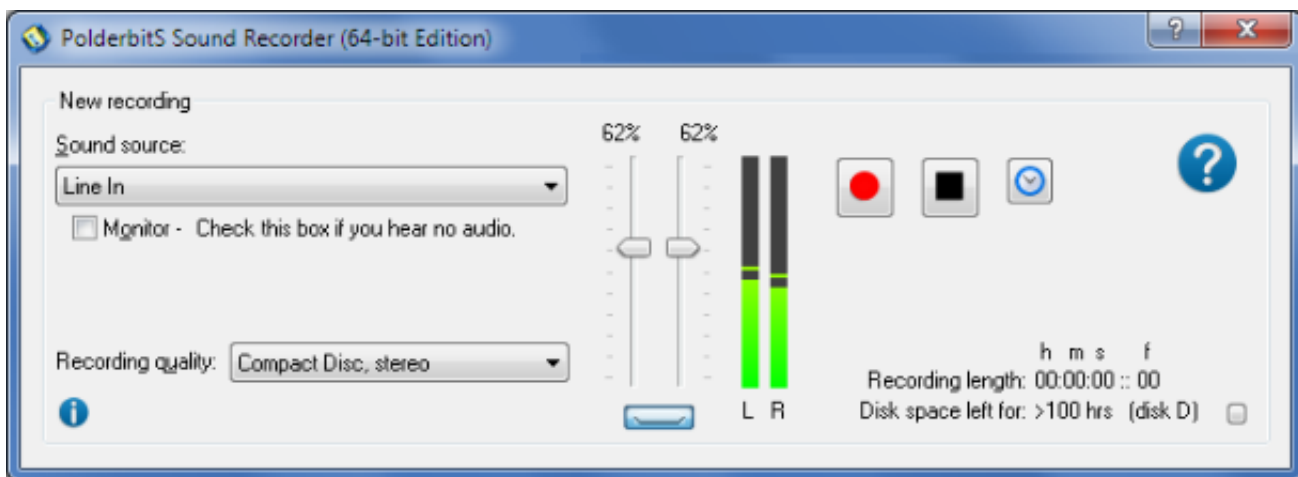 PolderbitS Sound Recorder (64-bit Edition)
New recording
Sound source:
Line In
Monitor - Check this box if you hear no audio.
62% 62%
L R
Recording quality: Compact Disc, stereo
h m s f
Recording length: 00:00:00 :: 00
Disk space left for: >100 hrs (disk D)